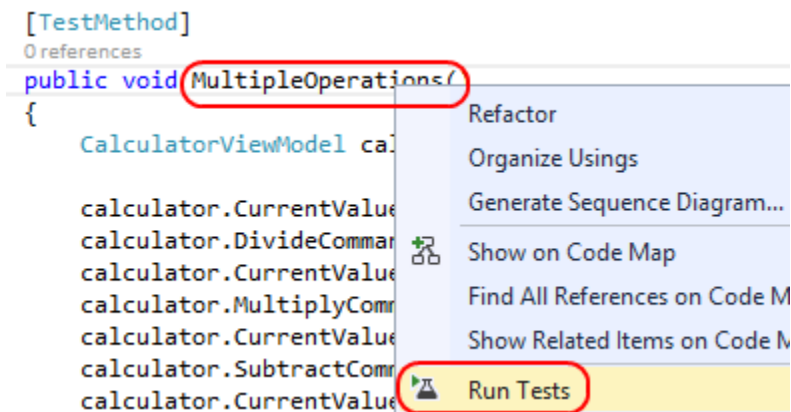 [TestMethod]
0 references
public void MultipleOperations(
{
CalculatorViewModel cal
calculator.CurrentValue
calculator.DivideComman
calculator.CurrentValue
calculator.MultiplyComm
calculator.CurrentValue
calculator.SubtractComm
calculator.CurrentValue
Refactor
Organize Usings
Generate Sequence Diagram...
Show on Code Map
Find All References on Code M
Show Related Items on Code M
Run Tests